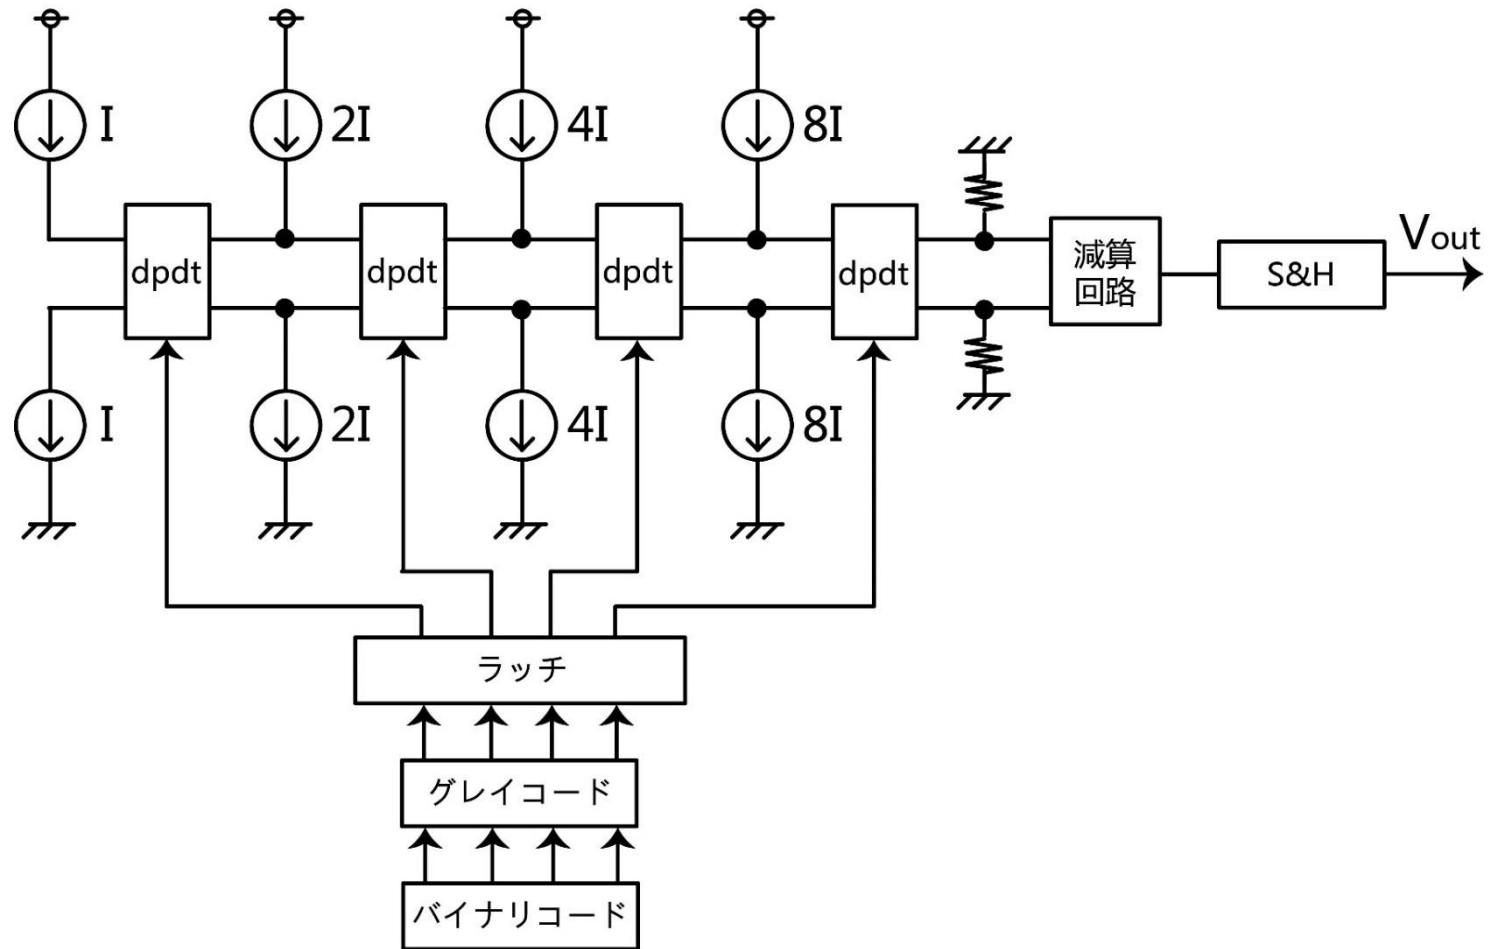 I 2I 4I 8I
dpdt dpdt dpdt dpdt
減算
回路
S&H
Vout
I 2I 4I 8I
ラッチ
グレイコード
バイナリコード